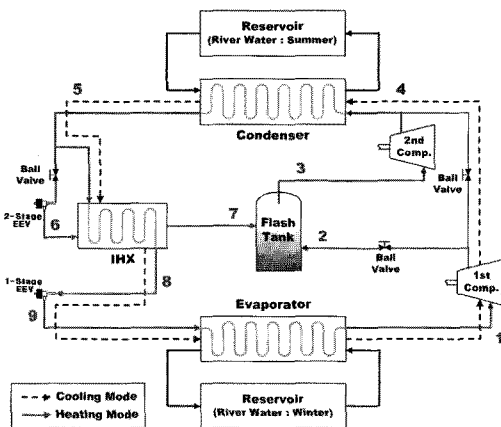 Reservoir
(River Water : Summer)
5
4
Condenser
2nd
Comp.
Ball
Valve
3
Ball
Valve
2-Stage
EEV
6
7
Flash
Tank
2
IHX
Ball
Valve
1st
Comp.
1-Stage
EEV
8
9
Evaporator
1
Cooling Mode
Heating Mode
Reservoir
(River Water : Winter)